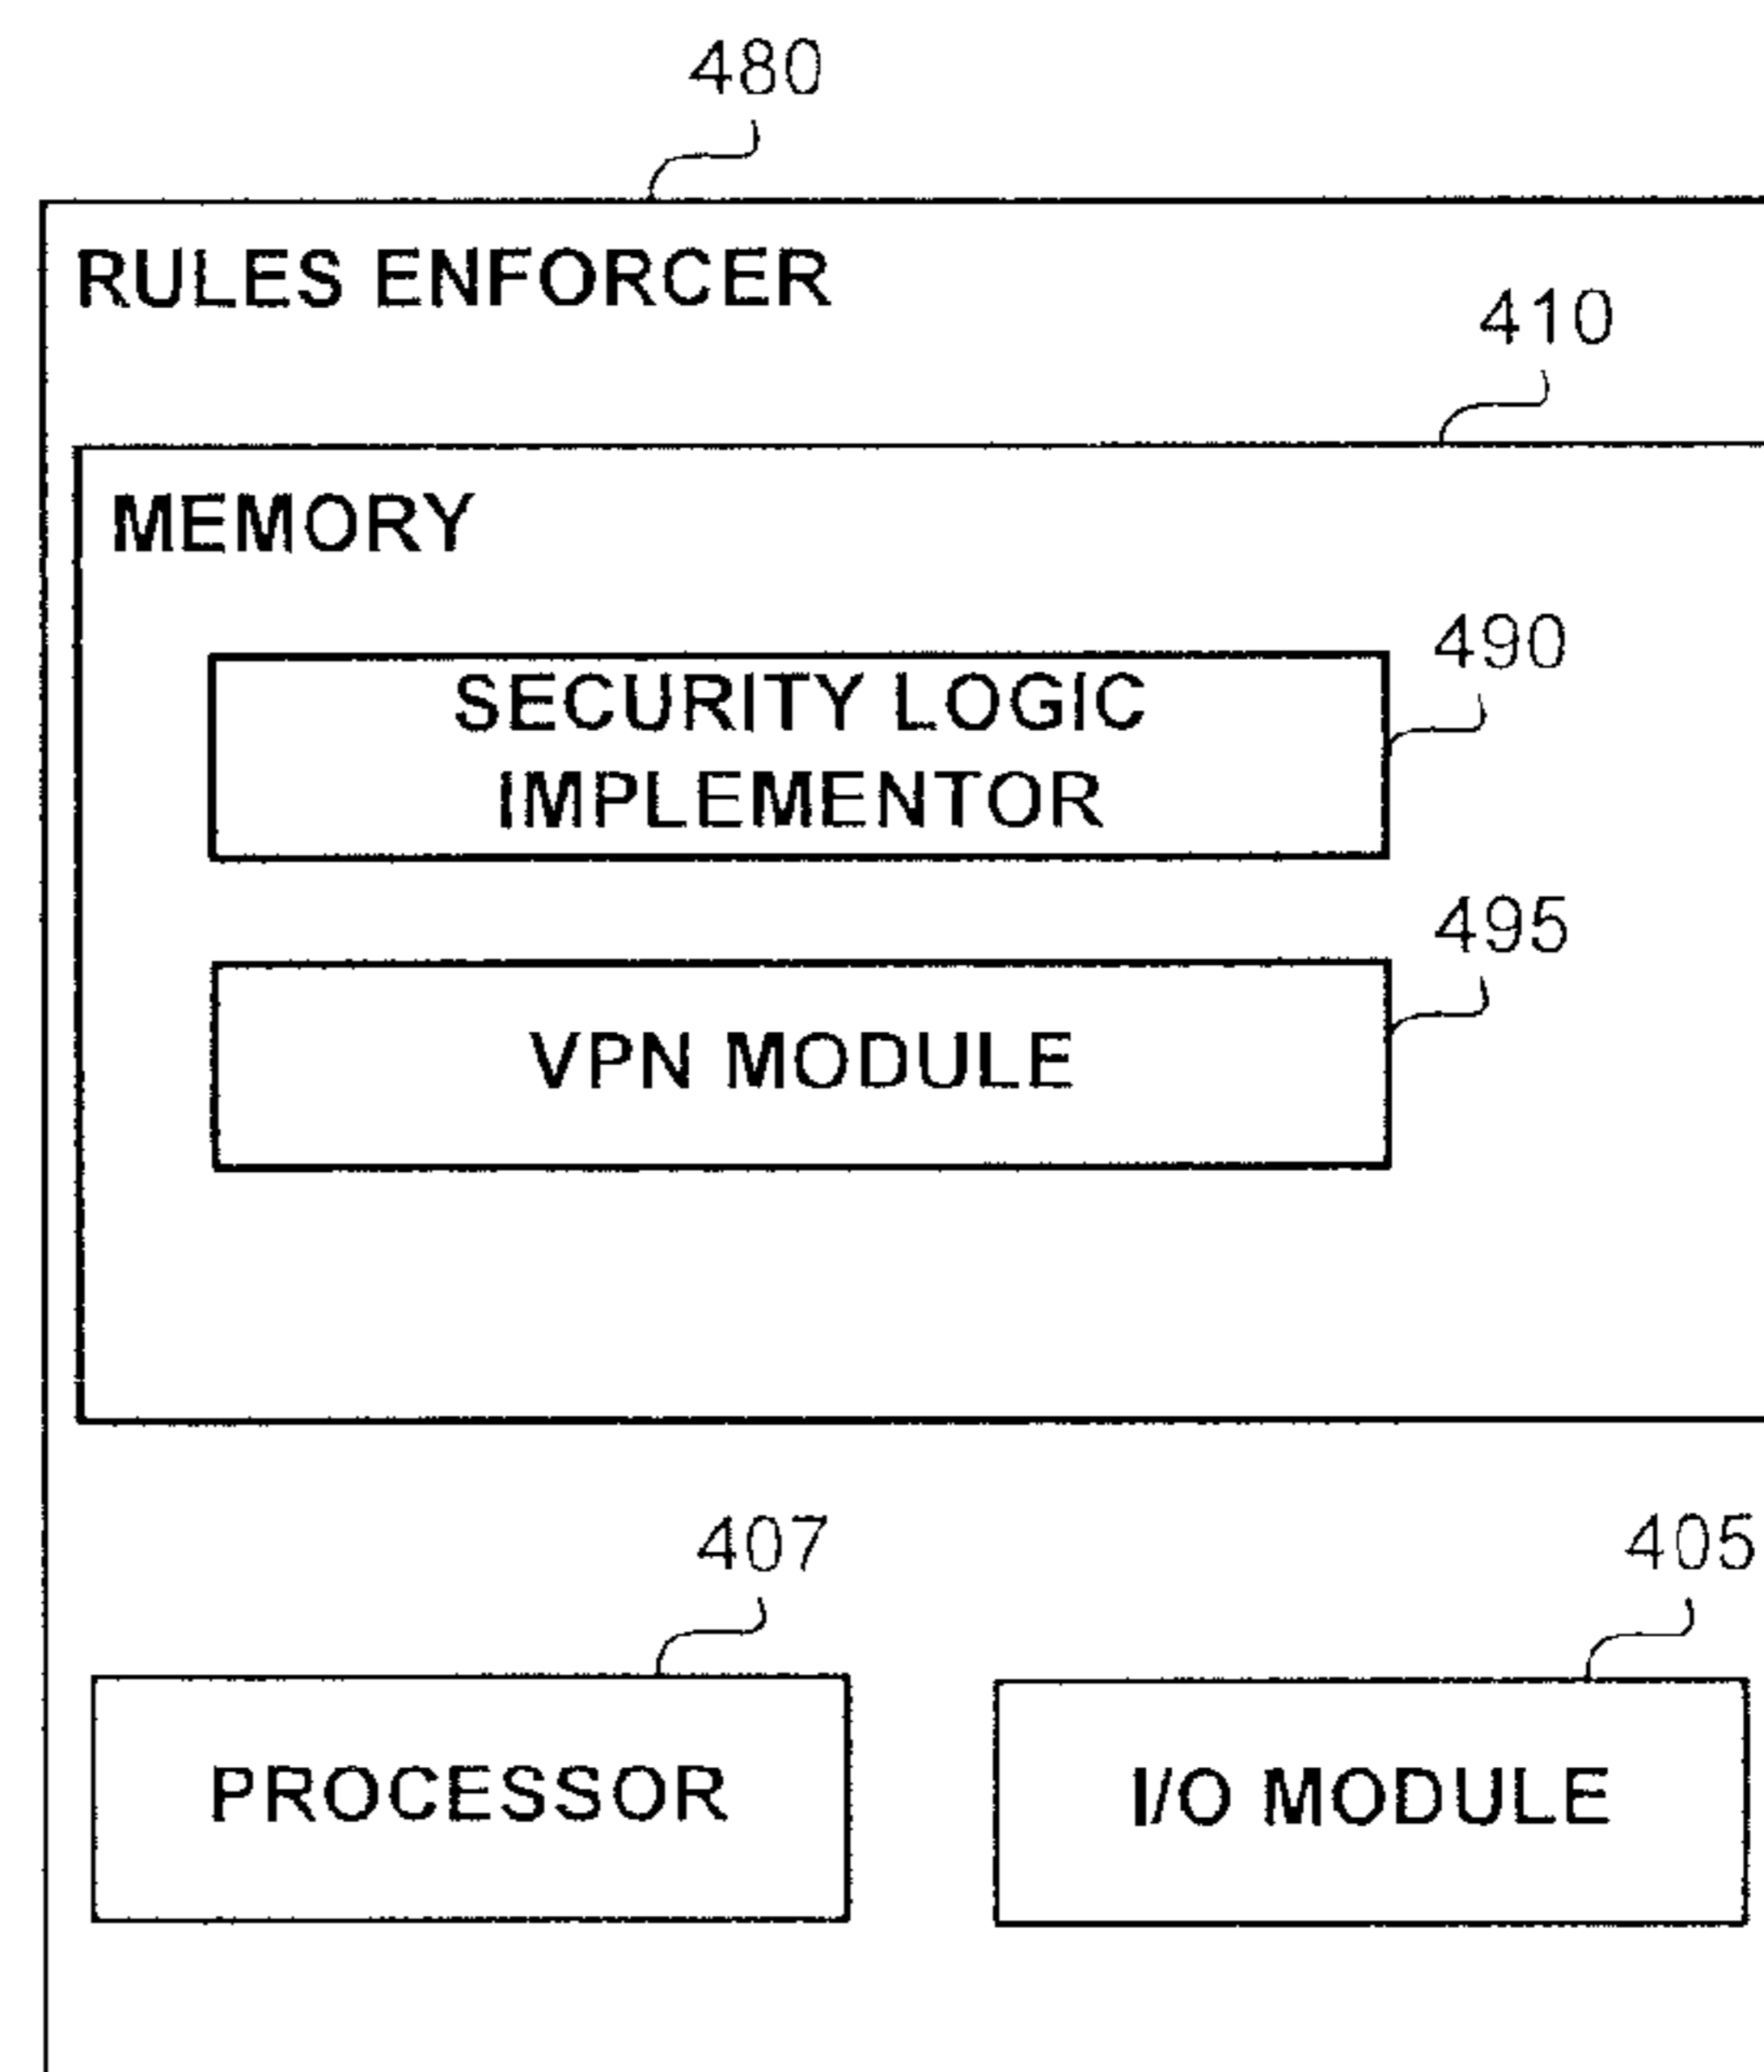 480
RULES ENFORCER
410
MEMORY
490
SECURITY LOGIC
IMPLEMENTOR
495
VPN MODULE
407
405
PROCESSOR
I/O MODULE